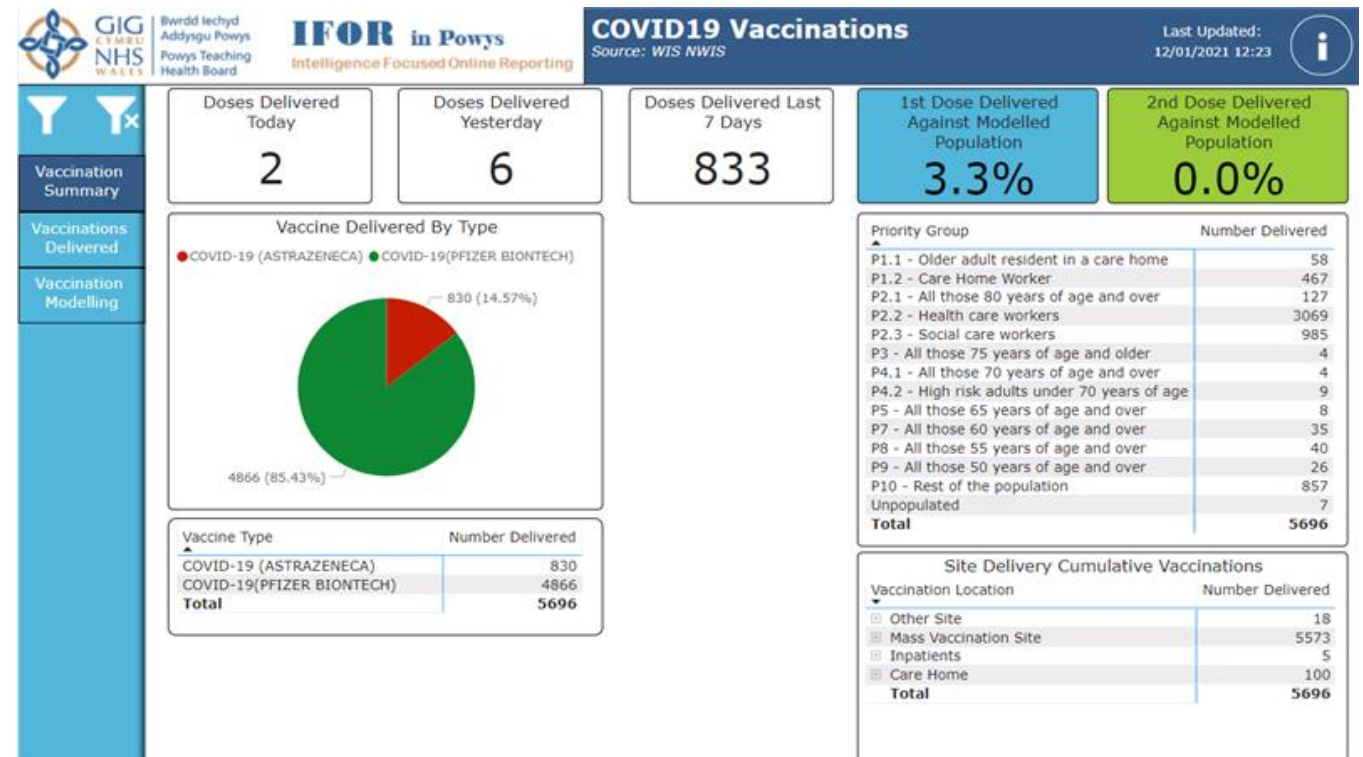 GIG
CYMRU
NHS
WALES
Bwrdd Iechyd
Addysgu Powys
Powys Teaching
Health Board
IFOR in Powys
Intelligence Focused Online Reporting
COVID19 Vaccinations
Source: WIS NWIS
Last Updated:
12/01/2021 12:23
i
Vaccination
Summary
Vaccinations
Delivered
Vaccination
Modelling
Doses Delivered
Today
2
Doses Delivered
Yesterday
6
Doses Delivered Last
7 Days
833
1st Dose Delivered
Against Modelled
Population
3.3%
2nd Dose Delivered
Against Modelled
Population
0.0%
Vaccine Delivered By Type
COVID-19 (ASTRAZENECA) COVID-19(PFIZER BIONTECH)
830 (14.57%)
4866 (85.43%)
Vaccine Type Number Delivered
COVID-19 (ASTRAZENECA) 830
COVID-19(PFIZER BIONTECH) 4866
Total 5696
Priority Group Number Delivered
P1.1 - Older adult resident in a care home 58
P1.2 - Care Home Worker 467
P2.1 - All those 80 years of age and over 127
P2.2 - Health care workers 3069
P2.3 - Social care workers 985
P3 - All those 75 years of age and older 4
P4.1 - All those 70 years of age and over 4
P4.2 - High risk adults under 70 years of age 9
P5 - All those 65 years of age and over 8
P7 - All those 60 years of age and over 35
P8 - All those 55 years of age and over 40
P9 - All those 50 years of age and over 26
P10 - Rest of the population 857
Unpopulated 7
Total 5696
Site Delivery Cumulative Vaccinations
Vaccination Location Number Delivered
Other Site 18
Mass Vaccination Site 5573
Inpatients 5
Care Home 100
Total 5696